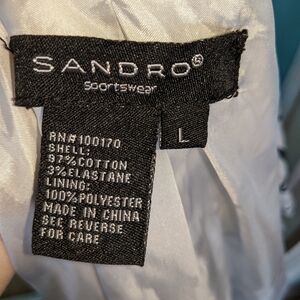 SANDRO®
sportswear
L
RN#100170
SHELL:
97%COTTON
3%ELASTANE
LINING:
100%POLYESTER
MADE IN CHINA
SEE REVERSE
FOR CARE